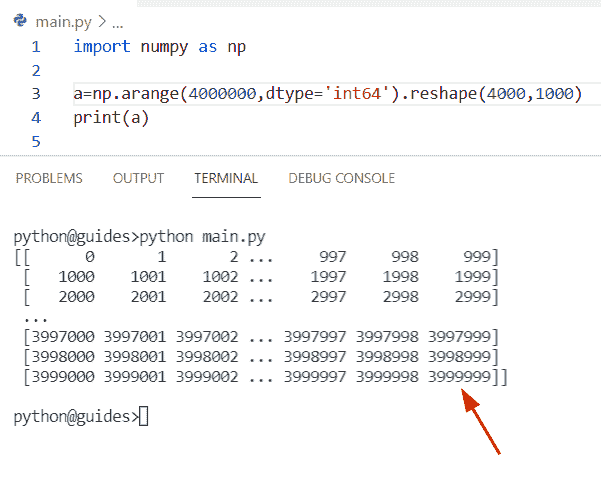 main.py > ...
1 import numpy as np
2
3 a=np.arange(4000000,dtype='int64').reshape(4000,1000)
4 print(a)
5
PROBLEMS OUTPUT TERMINAL DEBUG CONSOLE
python@guides>python main.py
[[      0       1       2 ...     997     998     999]
 [   1000    1001    1002 ...    1997    1998    1999]
 [   2000    2001    2002 ...    2997    2998    2999]
 ...
 [3997000 3997001 3997002 ... 3997997 3997998 3997999]
 [3998000 3998001 3998002 ... 3998997 3998998 3998999]
 [3999000 3999001 3999002 ... 3999997 3999998 3999999]]
python@guides>